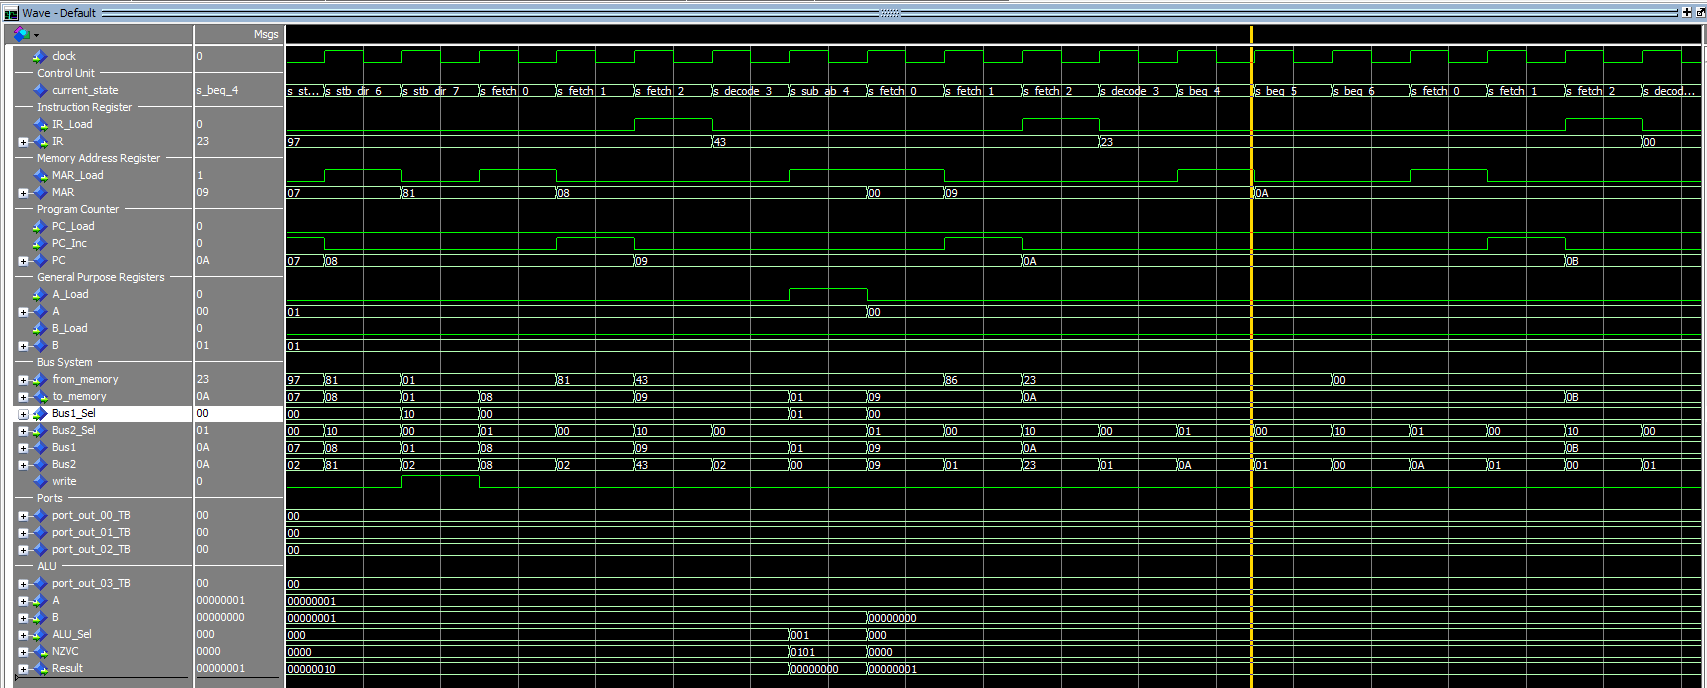 Wave - Default
Msgs
clock 0
Control Unit
current_state s_beq_4 s_st... s_stb_dir_6 s_stb_dir_7 s_fetch_0 s_fetch_1 s_fetch_2 s_decode_3 s_sub_ab_4 s_fetch_0 s_fetch_1 s_fetch_2 s_decode_3 s_beq_4 s_beq_5 s_beq_6 s_fetch_0 s_fetch_1 s_fetch_2 s_decod...
Instruction Register
IR_Load 0
IR 23 97 43 23 00
Memory Address Register
MAR_Load 1
MAR 09 07 81 08 00 09 0A
Program Counter
PC_Load 0
PC_Inc 0
PC 0A 07 08 09 0A 0B
General Purpose Registers
A_Load 0
A 00 01 00
B_Load 0
B 01 01
Bus System
from_memory 23 97 81 01 81 43 86 23 00
to_memory 0A 07 08 01 08 09 01 09 0A 0B
Bus1_Sel 00 00 10 00 01 00
Bus2_Sel 01 00 10 00 01 00 10 00 01 00 10 00 01 00 10 01 00 10 00
Bus1 0A 07 08 01 08 09 01 09 0A 0B
Bus2 0A 02 81 02 08 02 43 02 00 09 01 23 01 0A 01 00 0A 01 00 01
write 0
Ports
port_out_00_TB 00 00
port_out_01_TB 00 00
port_out_02_TB 00 00
ALU
port_out_03_TB 00 00
A 00000001 00000001
B 00000000 00000001 00000000
ALU_Sel 000 000 001 000
NZVC 0000 0000 0101 0000
Result 00000001 00000010 00000000 00000001